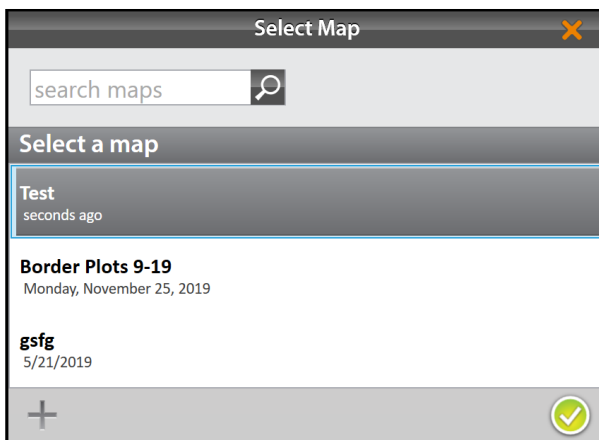 Select Map
search maps
Select a map
Test
seconds ago
Border Plots 9-19
Monday, November 25, 2019
gsfg
5/21/2019